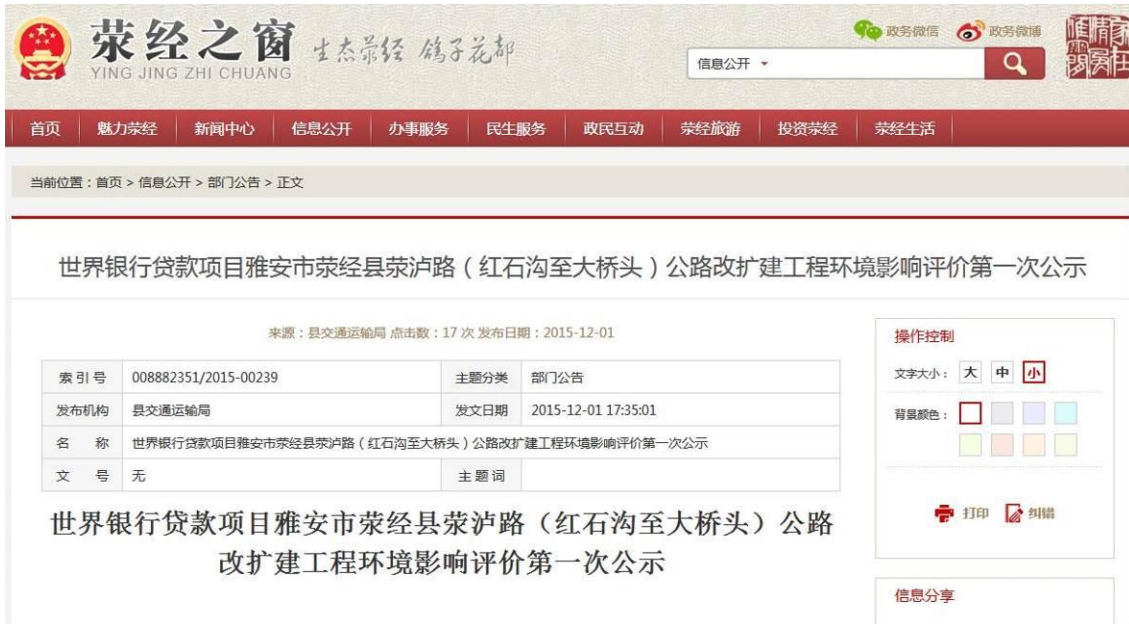 荥经之窗
YING JING ZHI CHUANG
生态荥经 鸽子花都
政务微信 政务微博
信息公开
首页 魅力荥经 新闻中心 信息公开 办事服务 民生服务 政民互动 荥经旅游 投资荥经 荥经生活
当前位置：首页 > 信息公开 > 部门公告 > 正文
世界银行贷款项目雅安市荥经县荥泸路（红石沟至大桥头）公路改扩建工程环境影响评价第一次公示
来源：县交通运输局 点击数：17 次 发布日期：2015-12-01
索引号 008882351/2015-00239 主题分类 部门公告
发布机构 县交通运输局 发文日期 2015-12-01 17:35:01
名 称 世界银行贷款项目雅安市荥经县荥泸路（红石沟至大桥头）公路改扩建工程环境影响评价第一次公示
文 号 无 主题词
世界银行贷款项目雅安市荥经县荥泸路（红石沟至大桥头）公路
改扩建工程环境影响评价第一次公示
操作控制
文字大小： 大 中 小
背景颜色：
打印 纠错
信息分享